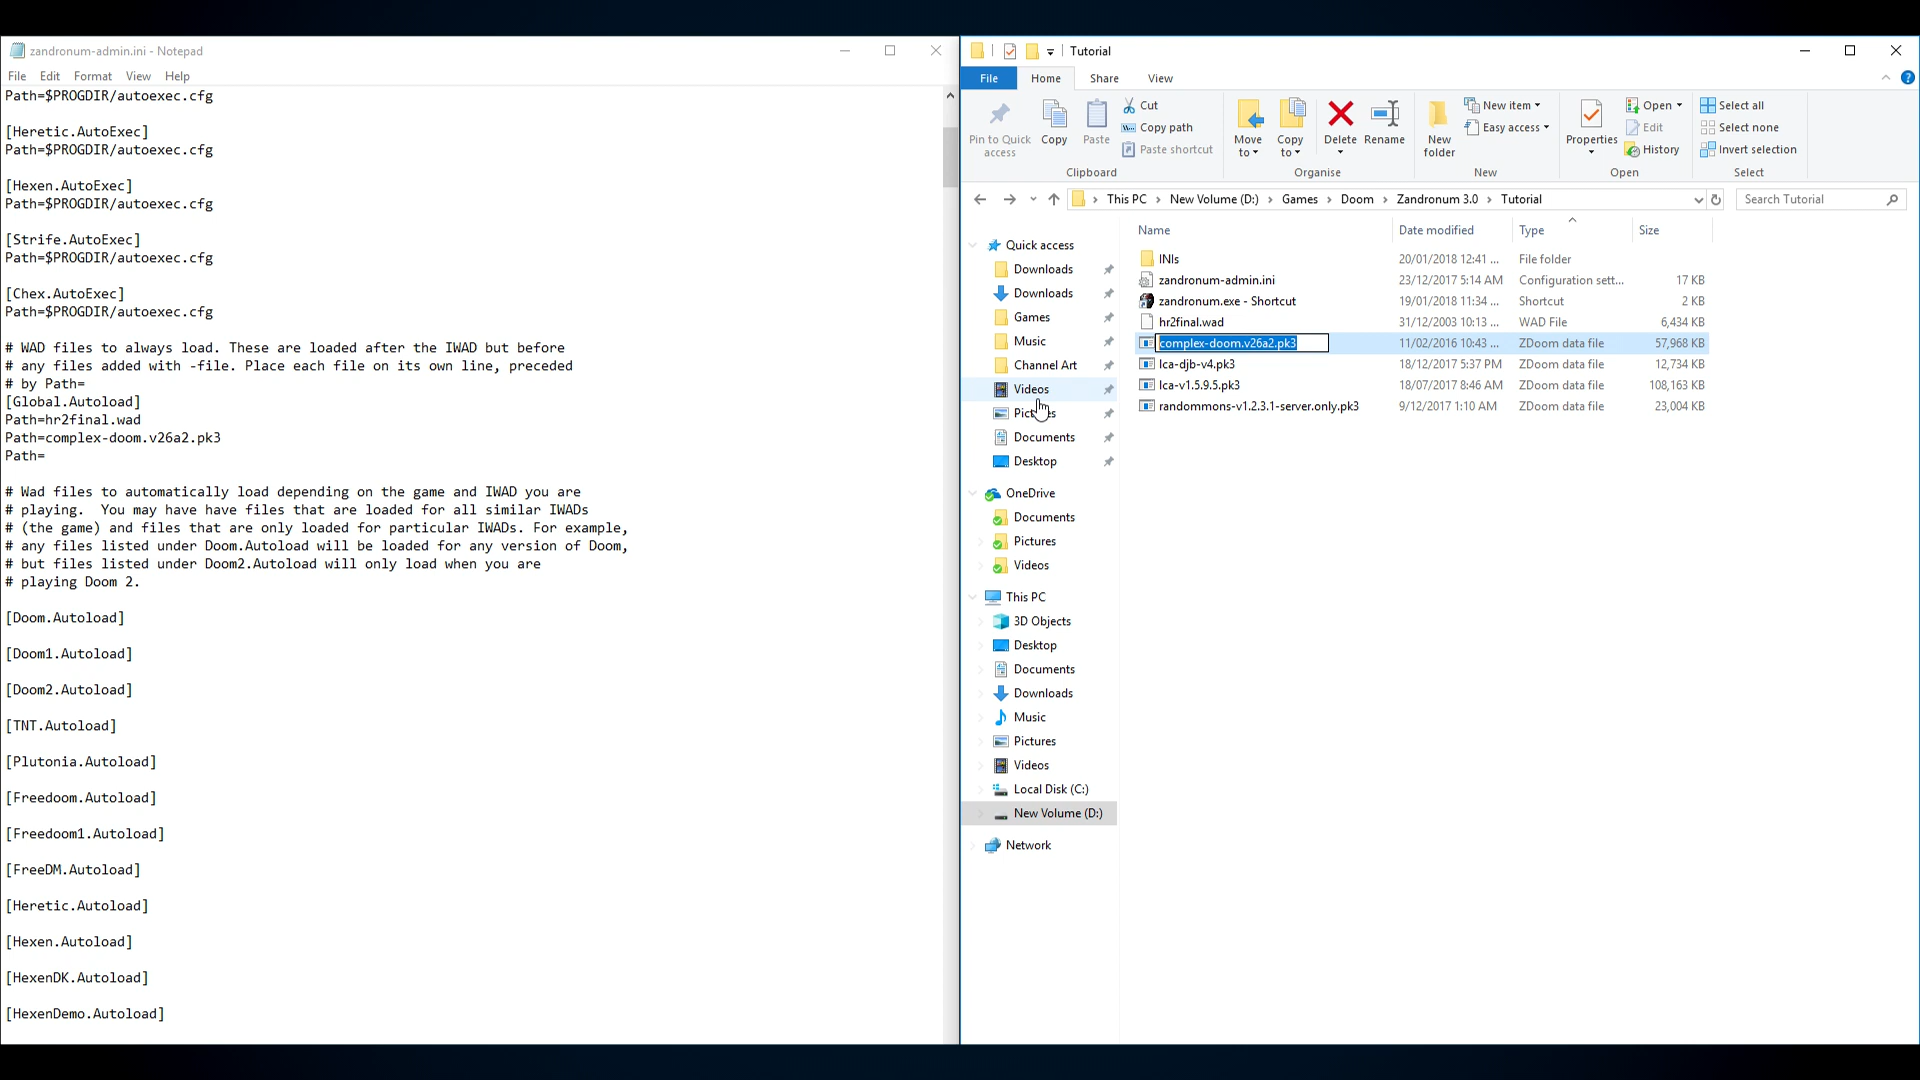 zandronum-admin.ini - Notepad
File Edit Format View Help
Path=$PROGDIR/autoexec.cfg
[Heretic.AutoExec]
Path=$PROGDIR/autoexec.cfg
[Hexen.AutoExec]
Path=$PROGDIR/autoexec.cfg
[Strife.AutoExec]
Path=$PROGDIR/autoexec.cfg
[Chex.AutoExec]
Path=$PROGDIR/autoexec.cfg
# WAD files to always load. These are loaded after the IWAD but before
# any files added with -file. Place each file on its own line, preceded
# by Path=
[Global.Autoload]
Path=hr2final.wad
Path=complex-doom.v26a2.pk3
Path=
# Wad files to automatically load depending on the game and IWAD you are
# playing.  You may have have files that are loaded for all similar IWADs
# (the game) and files that are only loaded for particular IWADs. For example,
# any files listed under Doom.Autoload will be loaded for any version of Doom,
# but files listed under Doom2.Autoload will only load when you are
# playing Doom 2.
[Doom.Autoload]
[Doom1.Autoload]
[Doom2.Autoload]
[TNT.Autoload]
[Plutonia.Autoload]
[Freedoom.Autoload]
[Freedoom1.Autoload]
[FreeDM.Autoload]
[Heretic.Autoload]
[Hexen.Autoload]
[HexenDK.Autoload]
[HexenDemo.Autoload]
Tutorial
File Home Share View
Pin to Quick access
Copy
Paste
Cut
Copy path
Paste shortcut
Clipboard
Move to
Copy to
Delete
Rename
Organise
New folder
New item
Easy access
New
Properties
Open
Edit
History
Open
Select all
Select none
Invert selection
Select
This PC > New Volume (D:) > Games > Doom > Zandronum 3.0 > Tutorial
Search Tutorial
Quick access
Downloads
Downloads
Games
Music
Channel Art
Videos
Pictures
Documents
Desktop
OneDrive
Documents
Pictures
Videos
This PC
3D Objects
Desktop
Documents
Downloads
Music
Pictures
Videos
Local Disk (C:)
New Volume (D:)
Network
Name Date modified Type Size
INIs 20/01/2018 12:41 ... File folder
zandronum-admin.ini 23/12/2017 5:14 AM Configuration sett... 17 KB
zandronum.exe - Shortcut 19/01/2018 11:34 ... Shortcut 2 KB
hr2final.wad 31/12/2003 10:13 ... WAD File 6,434 KB
complex-doom.v26a2.pk3 11/02/2016 10:43 ... ZDoom data file 57,968 KB
lca-djb-v4.pk3 18/12/2017 5:37 PM ZDoom data file 12,734 KB
lca-v1.5.9.5.pk3 18/07/2017 8:46 AM ZDoom data file 108,163 KB
randommons-v1.2.3.1-server.only.pk3 9/12/2017 1:10 AM ZDoom data file 23,004 KB